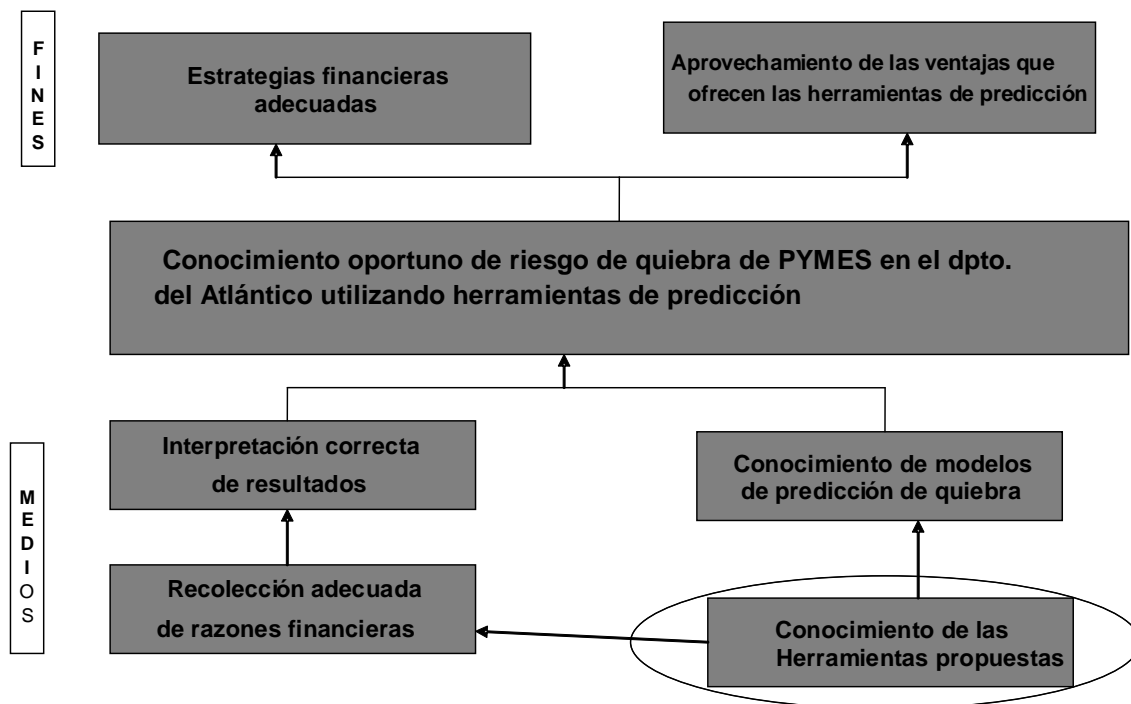 FINES
Estrategias financieras
adecuadas
Aprovechamiento de las ventajas que
ofrecen las herramientas de predicción
Conocimiento oportuno de riesgo de quiebra de PYMES en el dpto.
del Atlántico utilizando herramientas de predicción
MEDIOS
Interpretación correcta
de resultados
Conocimiento de modelos
de predicción de quiebra
Recolección adecuada
de razones financieras
Conocimiento de las
Herramientas propuestas